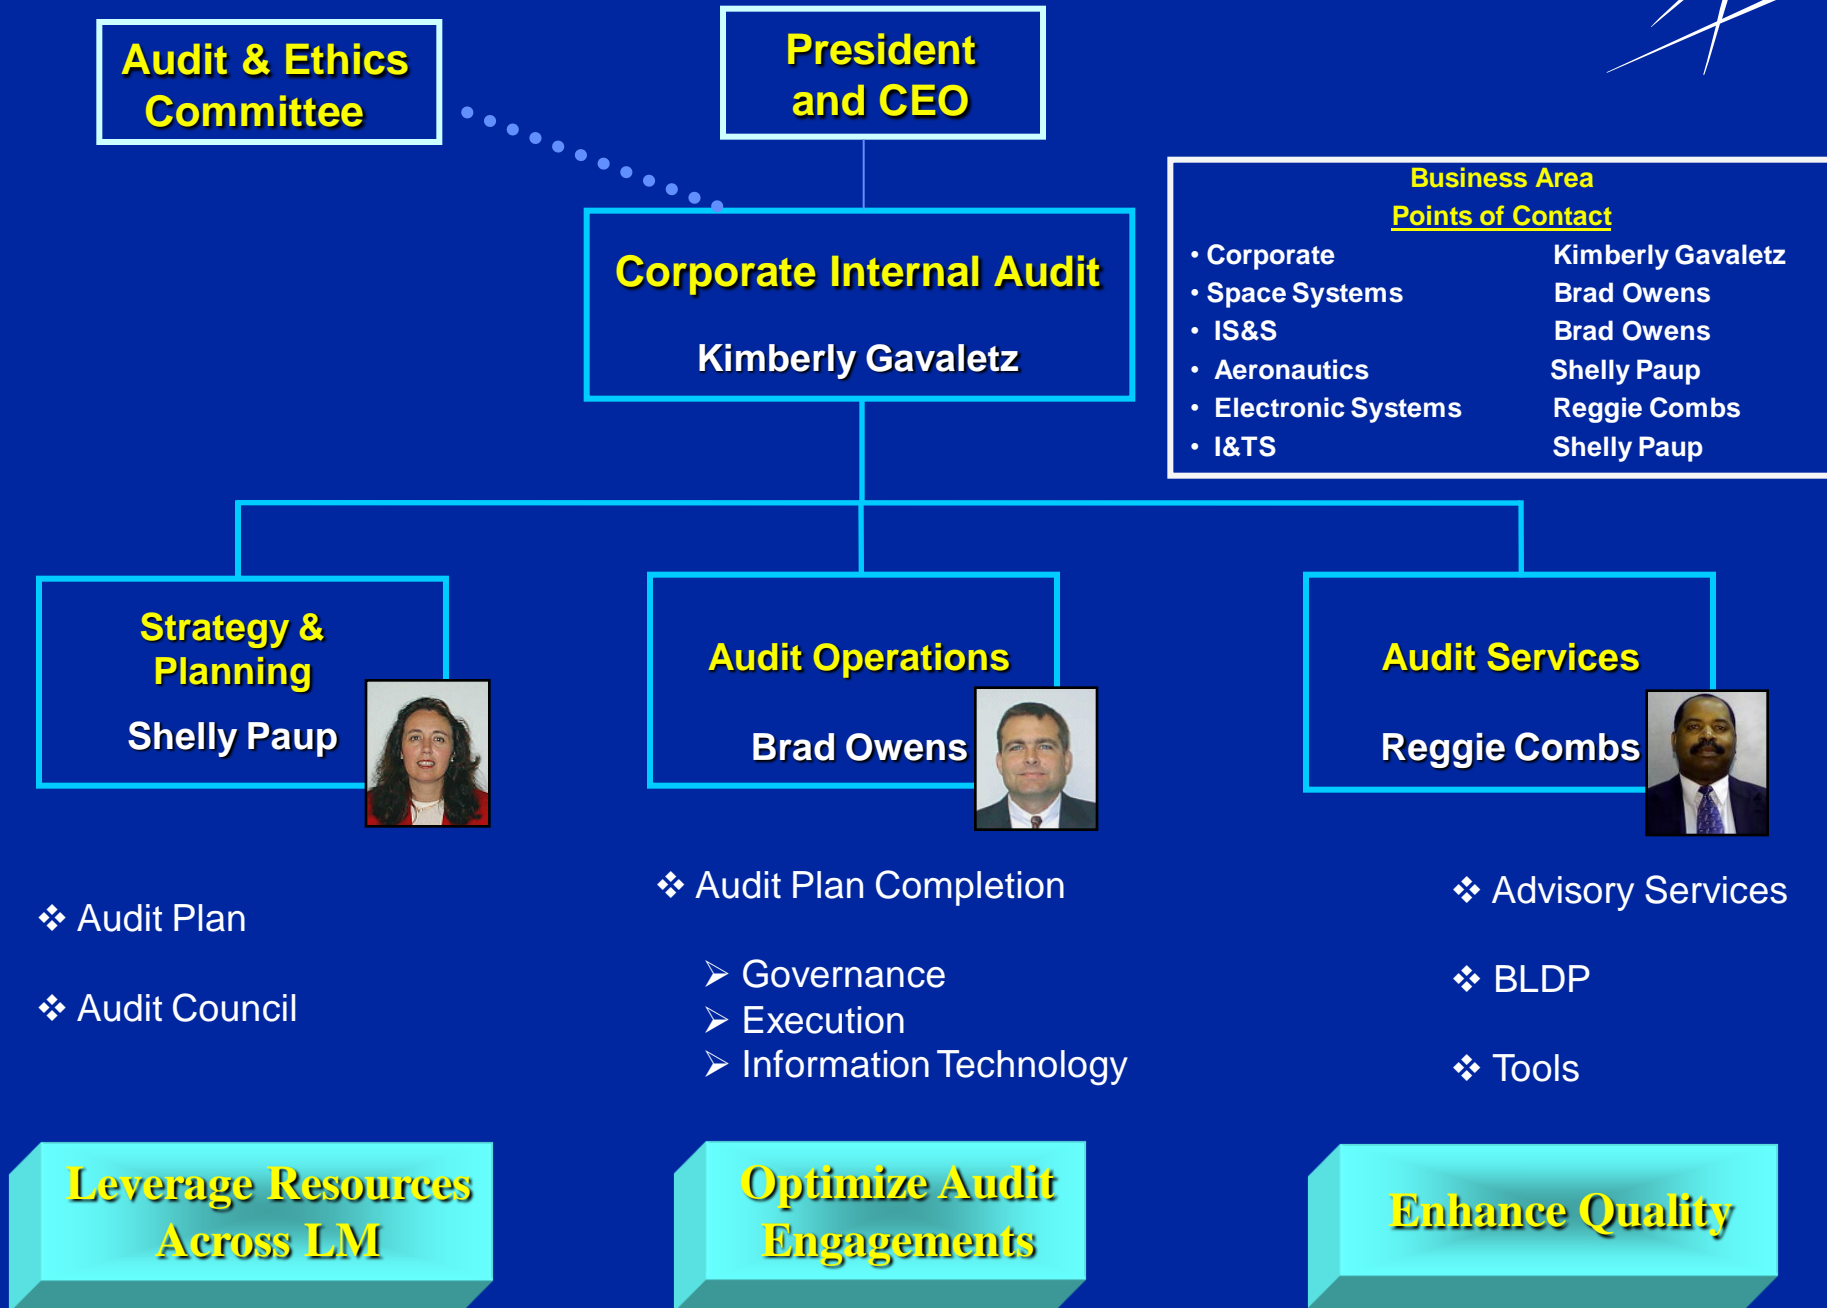 Audit & Ethics
Committee
President
and CEO
Business Area
Points of Contact
• Corporate Kimberly Gavaletz
• Space Systems Brad Owens
• IS&S Brad Owens
• Aeronautics Shelly Paup
• Electronic Systems Reggie Combs
• I&TS Shelly Paup
Corporate Internal Audit
Kimberly Gavaletz
Strategy &
Planning
Shelly Paup
Audit Operations
Brad Owens
Audit Services
Reggie Combs
❖ Audit Plan
❖ Audit Council
❖ Audit Plan Completion
➢ Governance
➢ Execution
➢ Information Technology
❖ Advisory Services
❖ BLDP
❖ Tools
Leverage Resources
Across LM
Optimize Audit
Engagements
Enhance Quality